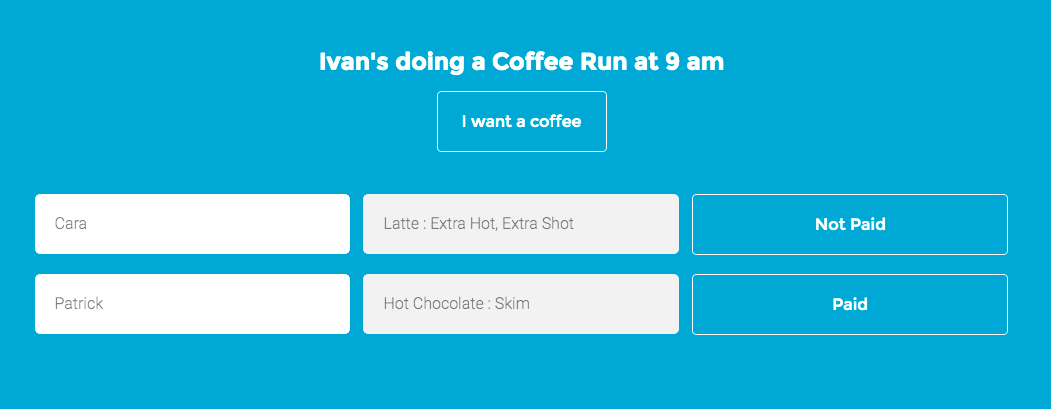 Ivan's doing a Coffee Run at 9 am
I want a coffee
Cara
Latte : Extra Hot, Extra Shot
Not Paid
Patrick
Hot Chocolate : Skim
Paid